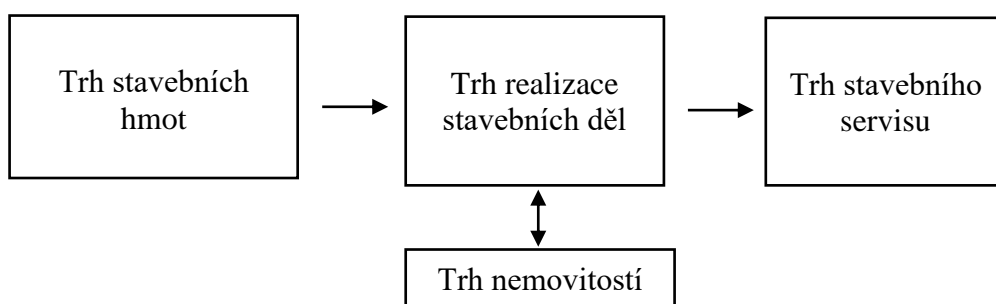 Trh stavebních
hmot
Trh realizace
stavebních děl
Trh stavebního
servisu
Trh nemovitostí